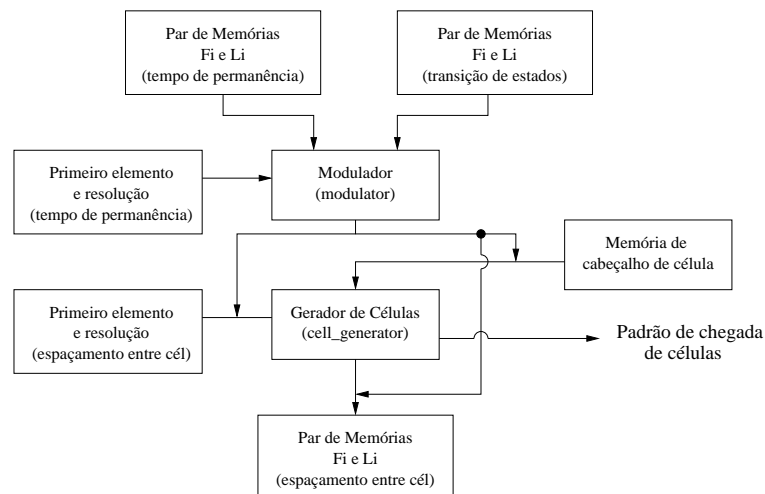 Par de Memórias
Fi e Li
(tempo de permanência)
Par de Memórias
Fi e Li
(transição de estados)
Primeiro elemento
e resolução
(tempo de permanência)
Modulador
(modulator)
Memória de
cabeçalho de célula
Primeiro elemento
e resolução
(espaçamento entre cél)
Gerador de Células
(cell_generator)
Padrão de chegada
de células
Par de Memórias
Fi e Li
(espaçamento entre cél)